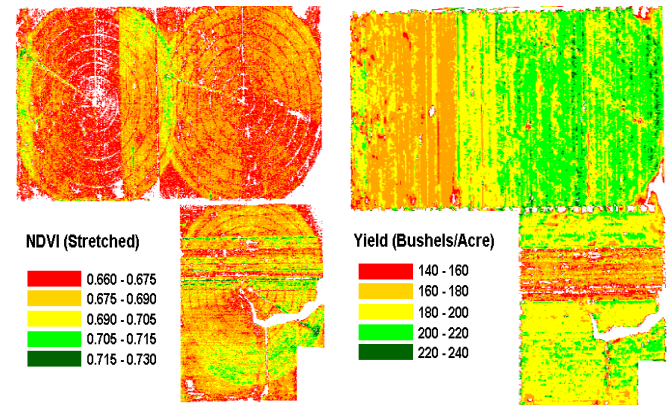 NDVI (Stretched)
0.660 - 0.675
0.675 - 0.690
0.690 - 0.705
0.705 - 0.715
0.715 - 0.730
Yield (Bushels/Acre)
140 - 160
160 - 180
180 - 200
200 - 220
220 - 240